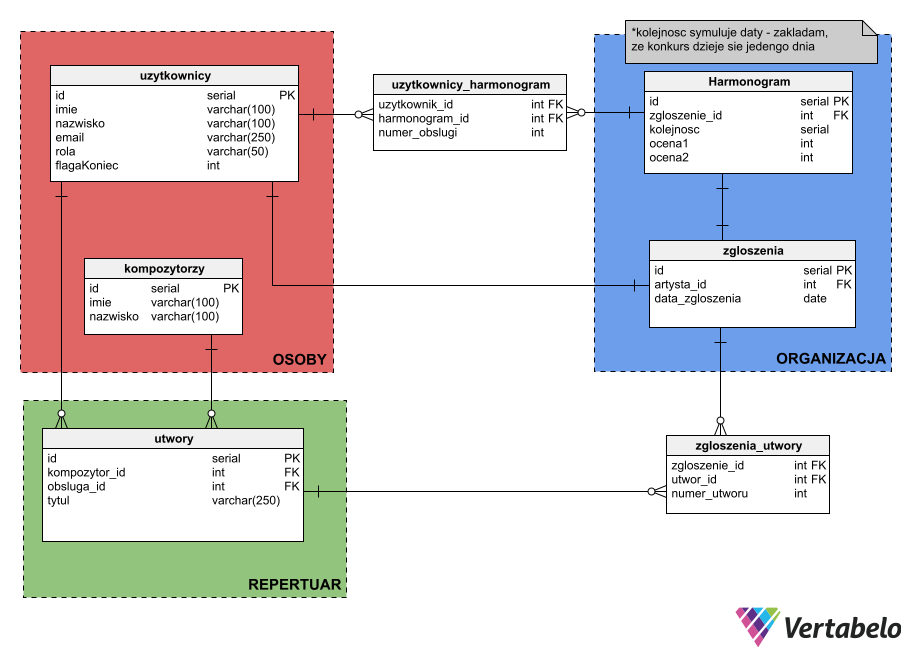 *kolejnosc symuluje daty - zakladam,
ze konkurs dzieje sie jedengo dnia
uzytkownicy
id serial PK
imie varchar(100)
nazwisko varchar(100)
email varchar(250)
rola varchar(50)
flagaKoniec int
uzytkownicy_harmonogram
uzytkownik_id int FK
harmonogram_id int FK
numer_obslugi int
Harmonogram
id serial PK
zgloszenie_id int FK
kolejnosc serial
ocena1 int
ocena2 int
kompozytorzy
id serial PK
imie varchar(100)
nazwisko varchar(100)
OSOBY
zgloszenia
id serial PK
artysta_id int FK
data_zgloszenia date
ORGANIZACJA
utwory
id serial PK
kompozytor_id int FK
obsluga_id int FK
tytul varchar(250)
REPERTUAR
zgloszenia_utwory
zgloszenie_id int FK
utwor_id int FK
numer_utworu int
Vertabelo